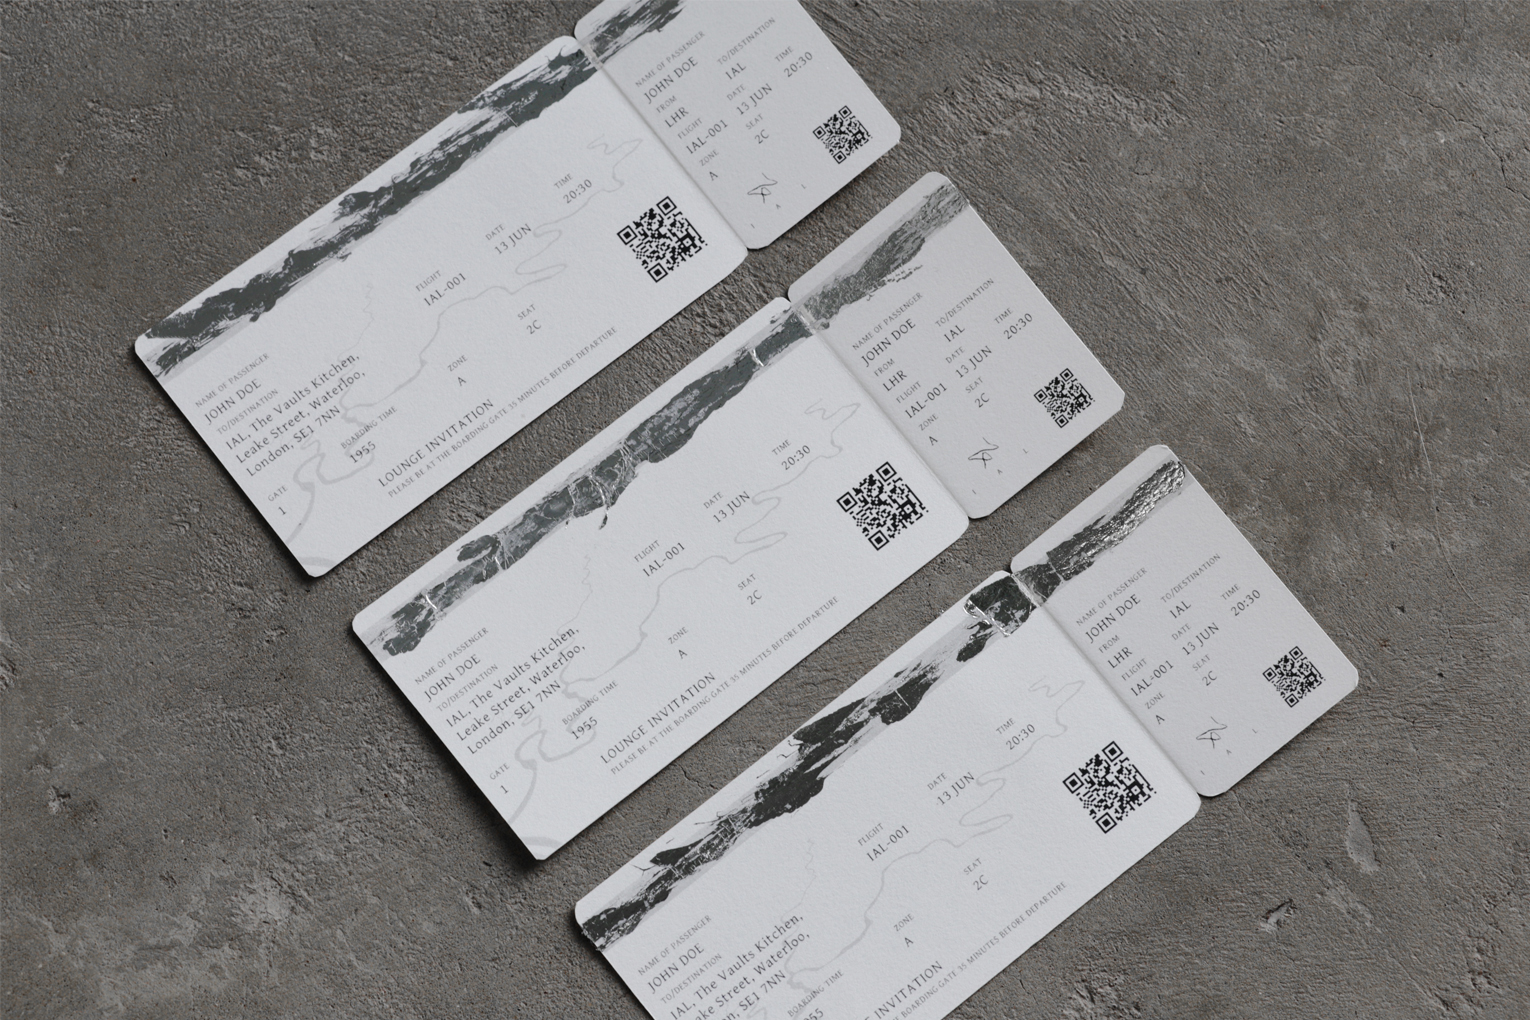 NAME OF PASSENGER
JOHN DOE
TO/DESTINATION
IAL, The Vaults Kitchen,
Leake Street, Waterloo,
London, SE1 7NN
GATE
1
BOARDING TIME
1955
FLIGHT
IAL-001
DATE
13 JUN
TIME
20:30
ZONE
A
SEAT
2C
LOUNGE INVITATION
PLEASE BE AT THE BOARDING GATE 35 MINUTES BEFORE DEPARTURE
NAME OF PASSENGER
JOHN DOE
FROM
LHR
FLIGHT
IAL-001
ZONE
A
TO/DESTINATION
IAL
DATE
13 JUN
SEAT
2C
TIME
20:30
I A L
NAME OF PASSENGER
JOHN DOE
TO/DESTINATION
IAL, The Vaults Kitchen,
Leake Street, Waterloo,
London, SE1 7NN
GATE
1
BOARDING TIME
1955
FLIGHT
IAL-001
DATE
13 JUN
TIME
20:30
ZONE
A
SEAT
2C
LOUNGE INVITATION
PLEASE BE AT THE BOARDING GATE 35 MINUTES BEFORE DEPARTURE
NAME OF PASSENGER
JOHN DOE
FROM
LHR
FLIGHT
IAL-001
ZONE
A
TO/DESTINATION
IAL
DATE
13 JUN
SEAT
2C
TIME
20:30
I A L
NAME OF PASSENGER
JOHN DOE
TO/DESTINATION
IAL, The Vaults Kitchen,
Leake Street, Waterloo,
London, SE1 7NN
BOARDING TIME
1955
FLIGHT
IAL-001
DATE
13 JUN
TIME
20:30
ZONE
A
SEAT
2C
LOUNGE INVITATION
PLEASE BE AT THE BOARDING GATE 35 MINUTES BEFORE DEPARTURE
NAME OF PASSENGER
JOHN DOE
FROM
LHR
FLIGHT
IAL-001
ZONE
A
TO/DESTINATION
IAL
DATE
13 JUN
SEAT
2C
TIME
20:30
I A L